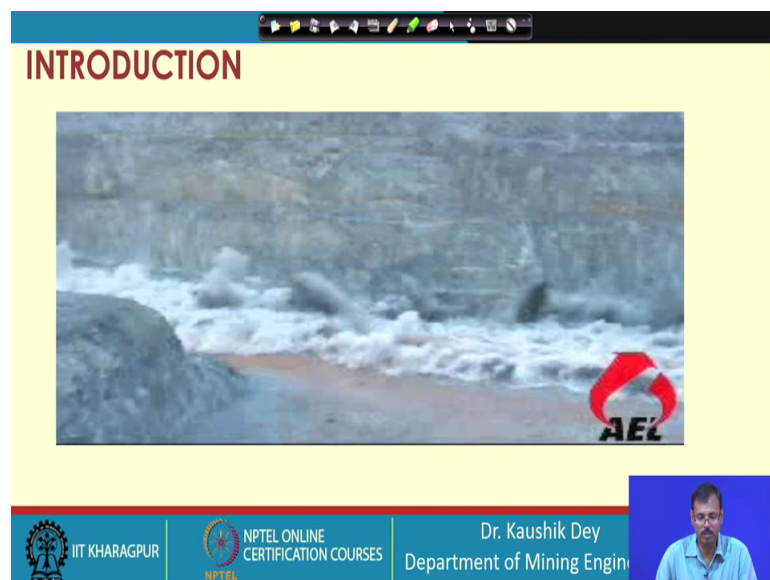 INTRODUCTION
AEL
IIT KHARAGPUR
NPTEL
NPTEL ONLINE
CERTIFICATION COURSES
Dr. Kaushik Dey
Department of Mining Engin